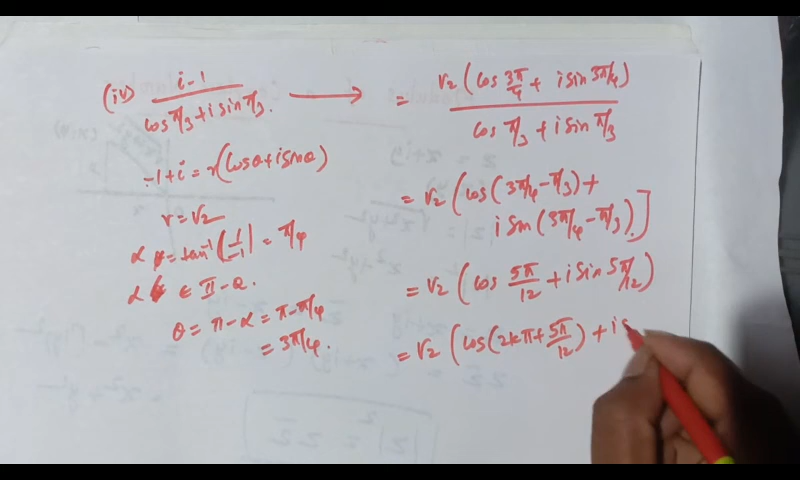 (iv) i-1 / cos π/3 + i sin π/3. ⟶
-1+i = r(cosθ+isinθ)
r=√2
α = tan⁻¹|1/-1| = π/4
α ∈ II-Q.
θ = π-α = π-π/4
= 3π/4.
= √2 (cos 3π/4 + i sin 3π/4) / cos π/3 + i sin π/3
= √2 (cos(3π/4 - π/3) +
i sin(3π/4 - π/3)]
= √2 (cos 5π/12 + i sin 5π/12)
= √2 (cos(2kπ + 5π/12) + i s